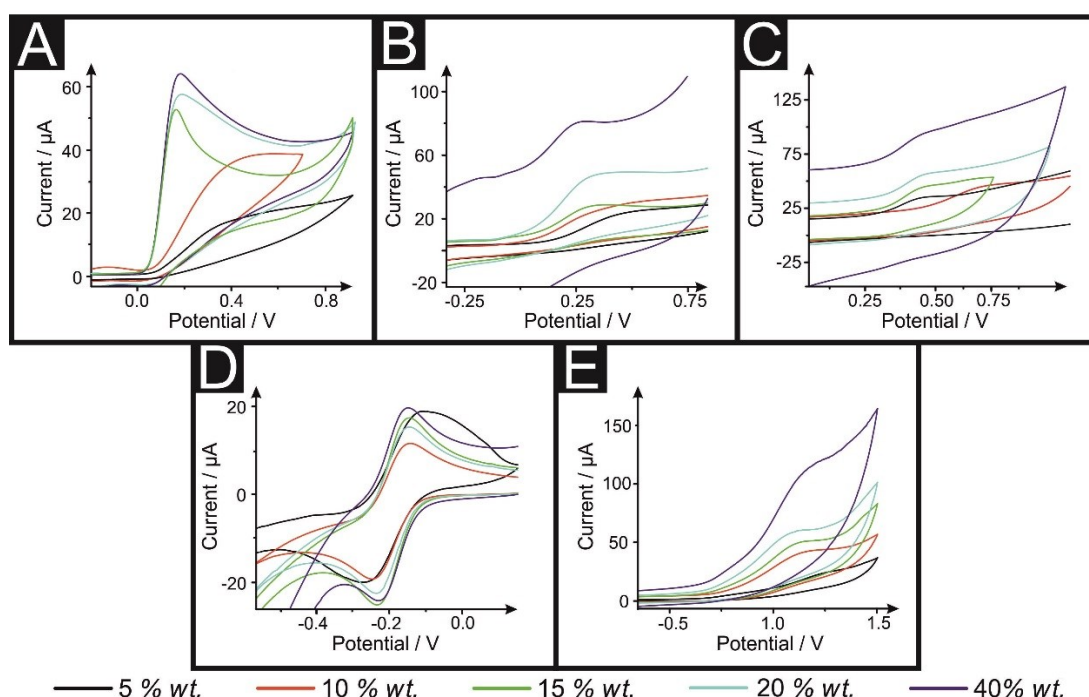 A
Current / µA
60
40
20
0
0.0
0.4
0.8
Potential / V
B
Current / µA
100
60
20
-20
-0.25
0.25
0.75
Potential / V
C
Current / µA
125
75
25
-25
0.25
0.50
0.75
Potential / V
D
Current / µA
20
0
-20
-0.4
-0.2
0.0
Potential / V
E
Current / µA
150
100
50
0
-0.5
1.0
1.5
Potential / V
5 % wt. 10 % wt. 15 % wt. 20 % wt. 40% wt.